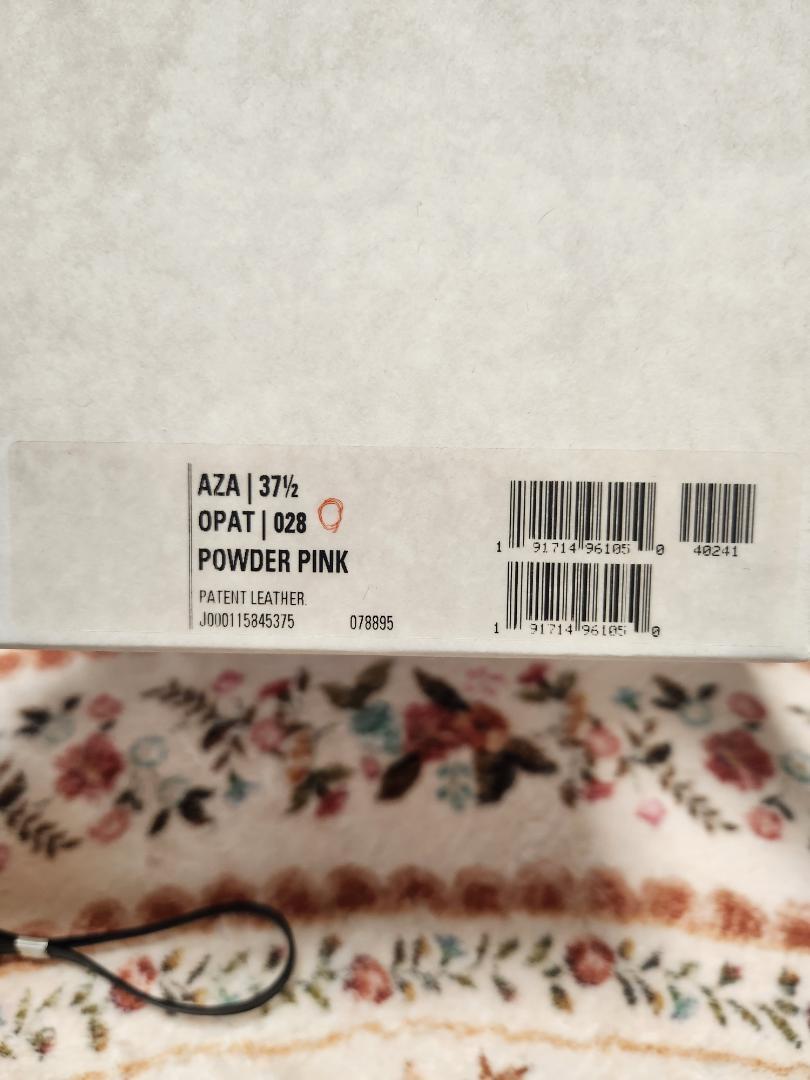 AZA | 37½
OPAT | 028
POWDER PINK
PATENT LEATHER.
J000115845375 078895
1 91714 96105 0
40241
1 91714 96105 0